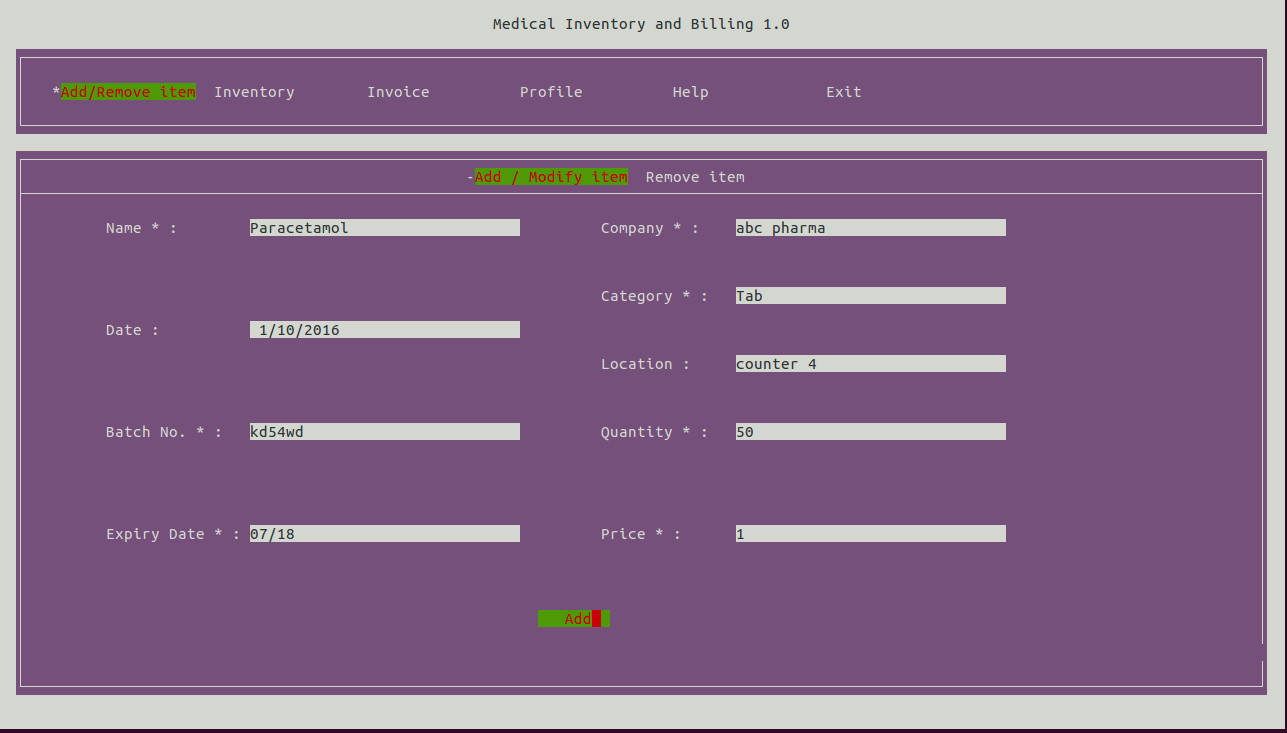 Medical Inventory and Billing 1.0
*Add/Remove item Inventory Invoice Profile Help Exit
-Add / Modify item Remove item
Name * : Paracetamol Company * : abc pharma
Category * : Tab
Date : 1/10/2016
Location : counter 4
Batch No. * : kd54wd Quantity * : 50
Expiry Date * : 07/18 Price * : 1
Add